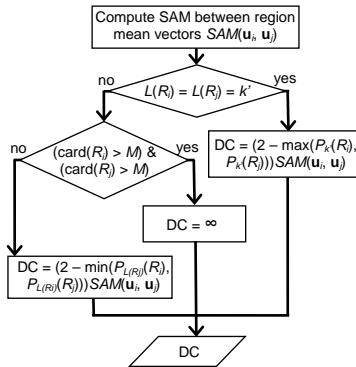 Compute SAM between region
mean vectors SAM(uᵢ, uⱼ)
no
L(Rᵢ) = L(Rⱼ) = k’
yes
no
(card(Rᵢ) > M) &
(card(Rⱼ) > M)
yes
DC = (2 – max(Pₖ’(Rᵢ),
Pₖ’(Rⱼ)))SAM(uᵢ, uⱼ)
DC = ∞
DC = (2 – min(P_L(Rⱼ)(Rᵢ),
P_L(Rᵢ)(Rⱼ)))SAM(uᵢ, uⱼ)
DC